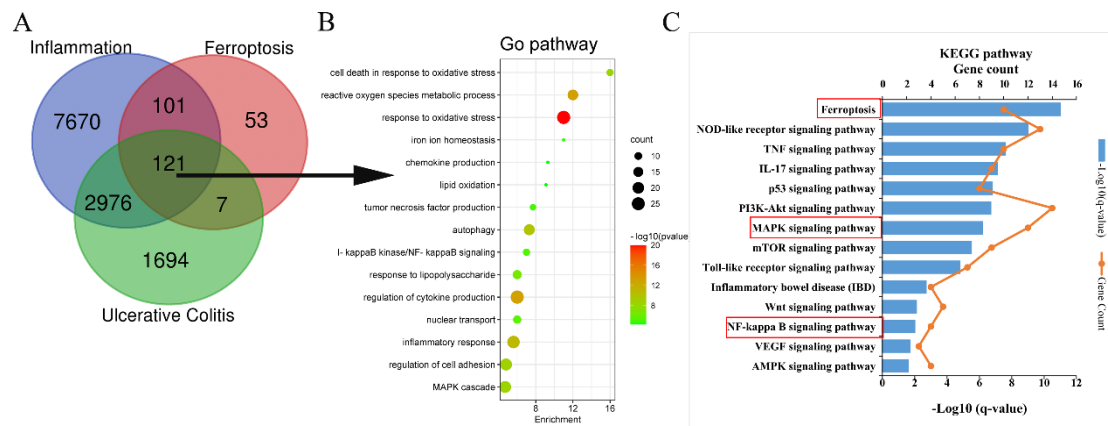 A
Inflammation
Ferroptosis
7670
101
53
121
2976
7
1694
Ulcerative Colitis
B
Go pathway
cell death in response to oxidative stress
reactive oxygen species metabolic process
response to oxidative stress
iron ion homeostasis
chemokine production
lipid oxidation
tumor necrosis factor production
autophagy
I- kappaB kinase/NF- kappaB signaling
response to lipopolysaccharide
regulation of cytokine production
nuclear transport
inflammatory response
regulation of cell adhesion
MAPK cascade
8 12 16
Enrichment
count
10
15
20
25
- log10(pvalue
20
15
10
5
C
KEGG pathway
Gene count
0 2 4 6 8 10 12 14 16
Ferroptosis
NOD-like receptor signaling pathway
TNF signaling pathway
IL-17 signaling pathway
p53 signaling pathway
PI3K-Akt signaling pathway
MAPK signaling pathway
mTOR signaling pathway
Toll-like receptor signaling pathway
Inflammatory bowel disease (IBD)
Wnt signaling pathway
NF-kappa B signaling pathway
VEGF signaling pathway
AMPK signaling pathway
0 2 4 6 8 10 12
-Log10 (q-value)
-Log10(q-value)
Gene Count